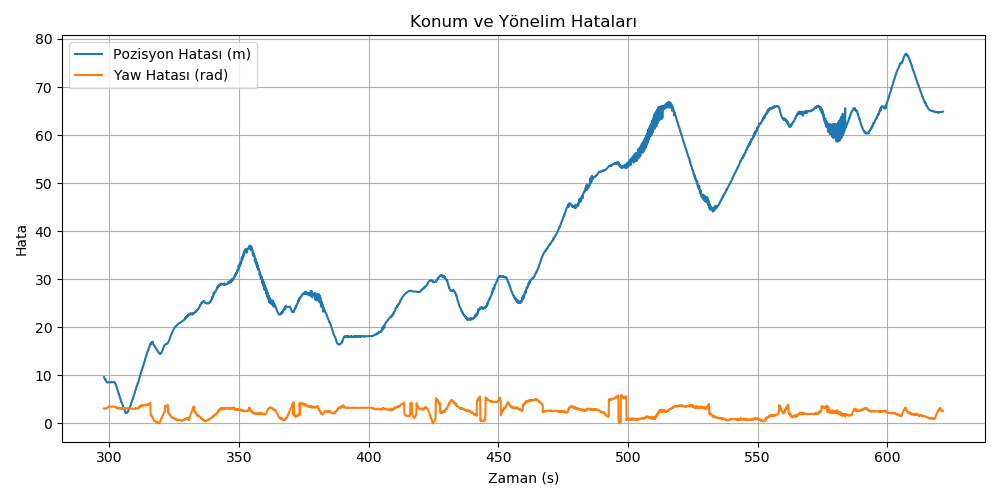 Konum ve Yönelim Hataları
Pozisyon Hatası (m)
Yaw Hatası (rad)
Hata
80
70
60
50
40
30
20
10
0
300 350 400 450 500 550 600
Zaman (s)